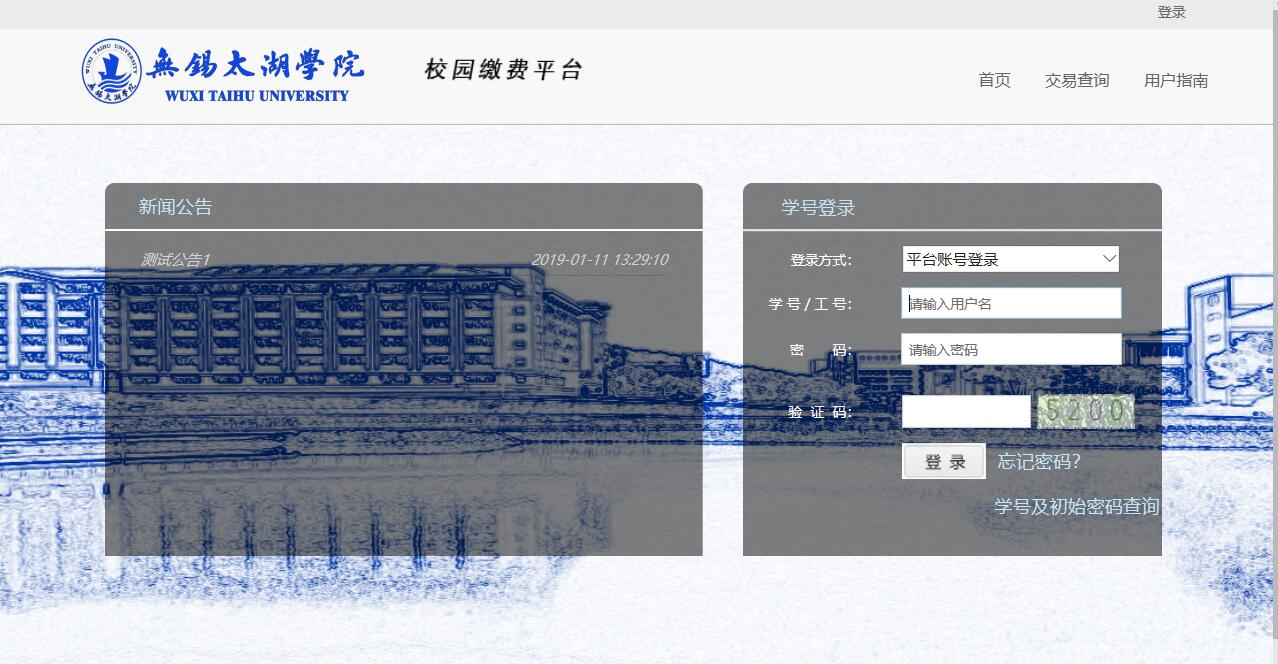 登录
無錫太湖學院
WUXI TAIHU UNIVERSITY
校园缴费平台
首页 交易查询 用户指南
新闻公告
测试公告1 2019-01-11 13:29:10
学号登录
登录方式: 平台账号登录
学 号 / 工 号: 请输入用户名
密 码: 请输入密码
验 证 码: 5200
登 录 忘记密码?
学号及初始密码查询